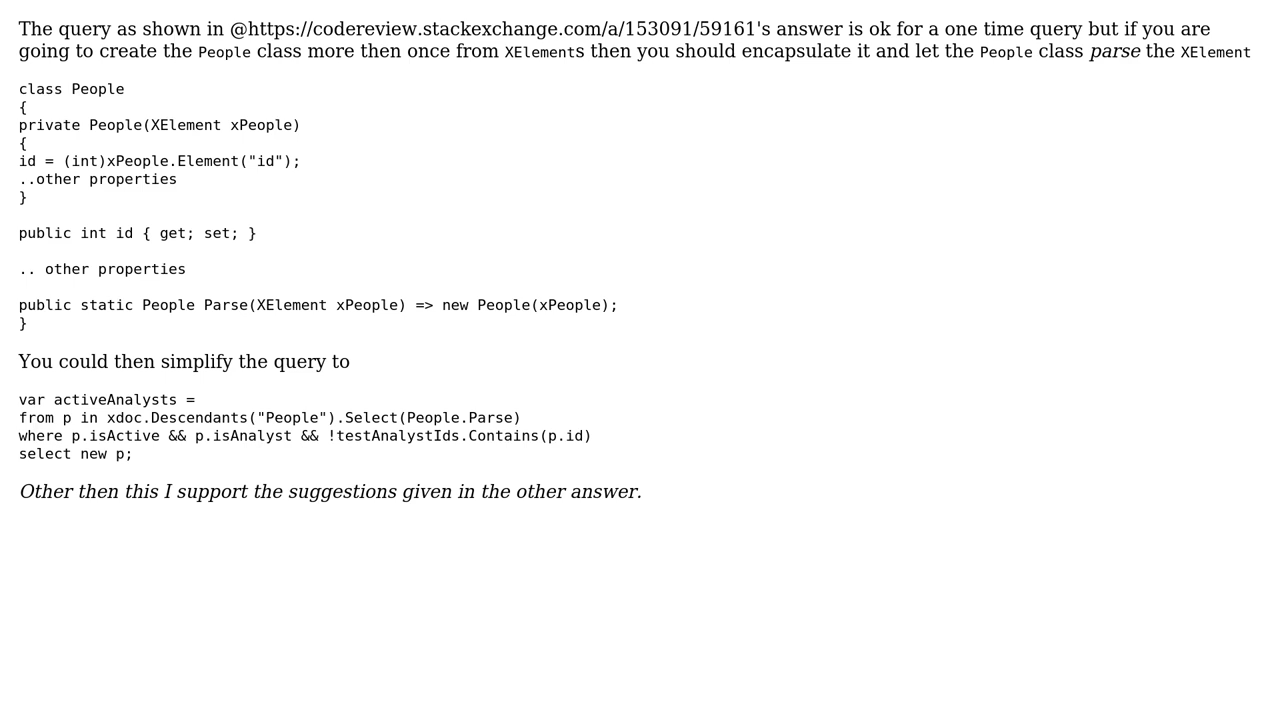 The query as shown in @https://codereview.stackexchange.com/a/153091/59161's answer is ok for a one time query but if you are
going to create the People class more then once from XElements then you should encapsulate it and let the People class parse the XElement
class People
{
private People(XElement xPeople)
{
id = (int)xPeople.Element("id");
..other properties
}
public int id { get; set; }
.. other properties
public static People Parse(XElement xPeople) => new People(xPeople);
}
You could then simplify the query to
var activeAnalysts =
from p in xdoc.Descendants("People").Select(People.Parse)
where p.isActive && p.isAnalyst && !testAnalystIds.Contains(p.id)
select new p;
Other then this I support the suggestions given in the other answer.